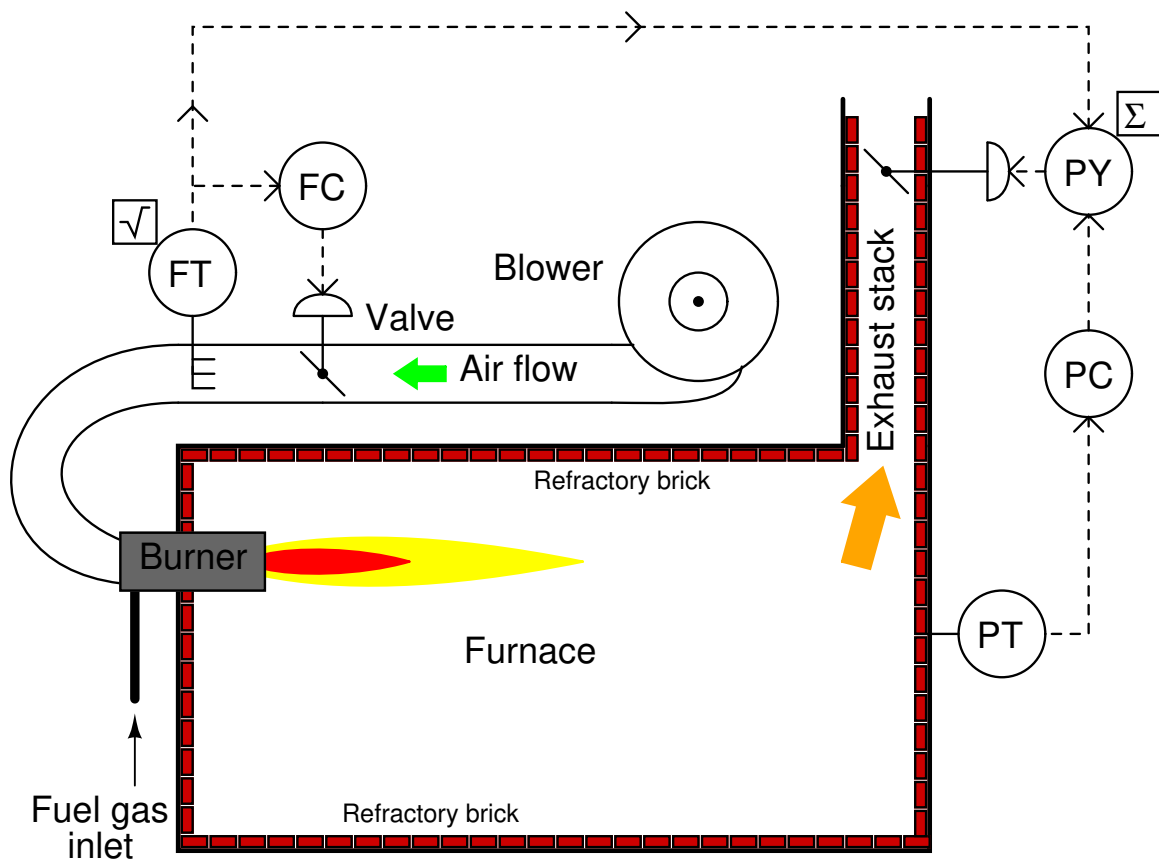 Σ
FC
PY
√
FT
Blower
Valve
Air flow
Exhaust stack
PC
Refractory brick
Burner
Furnace
PT
Fuel gas
inlet
Refractory brick